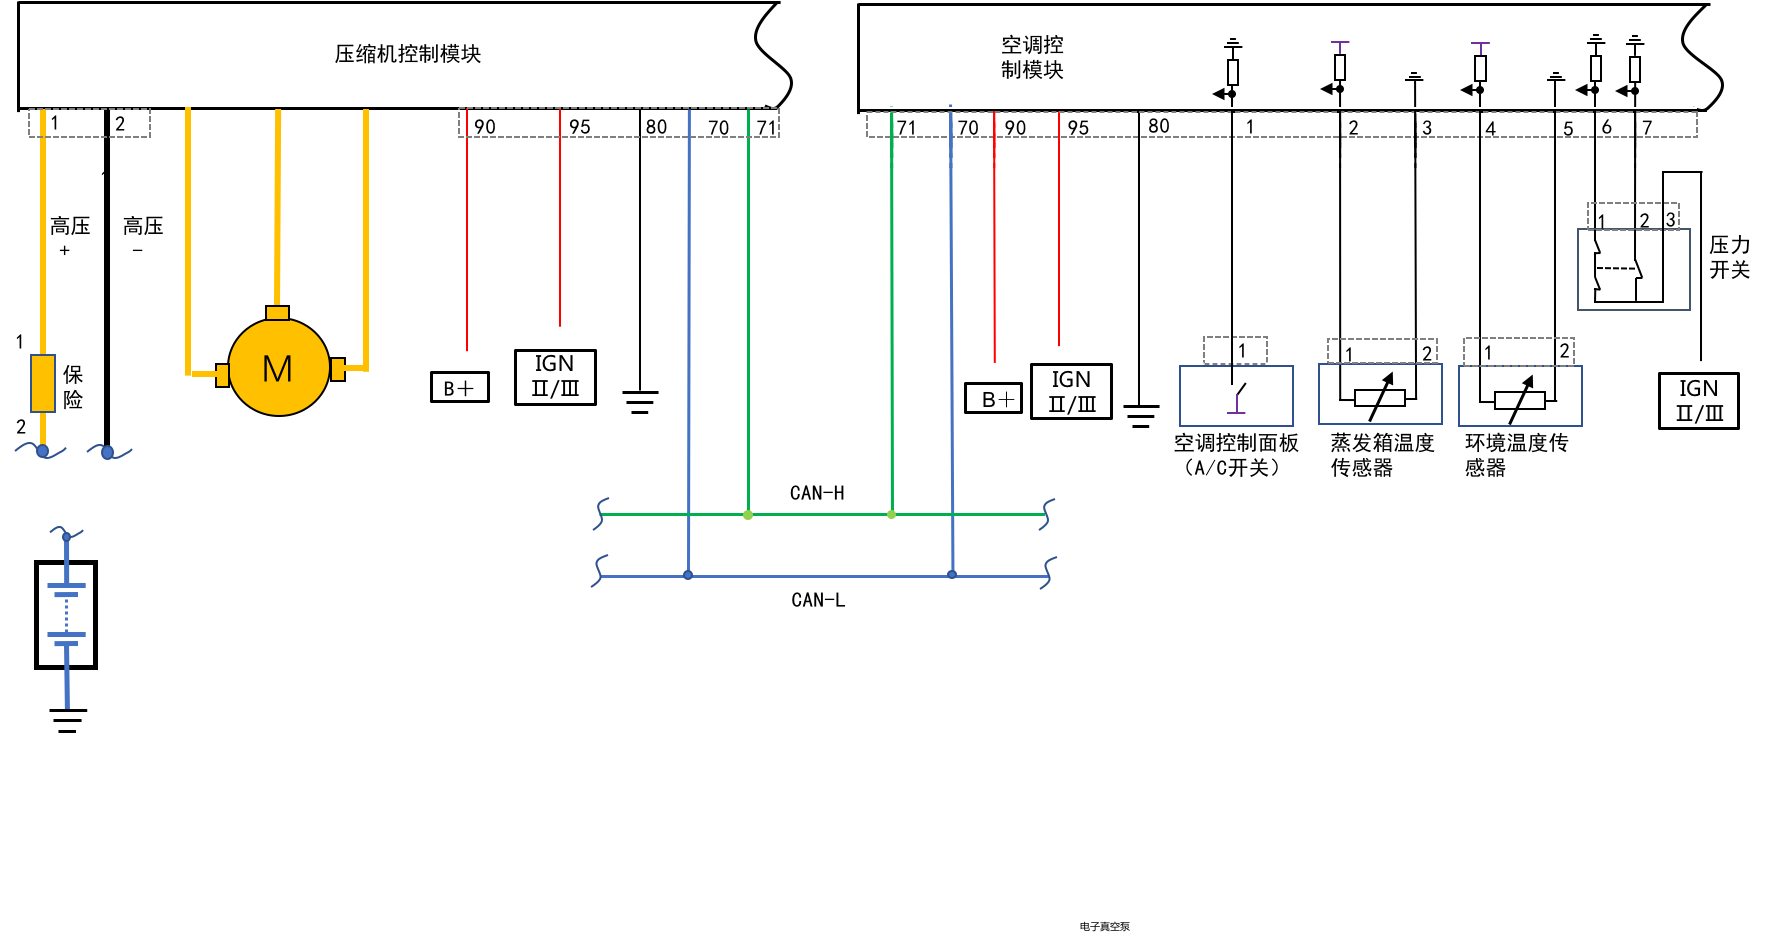 压缩机控制模块
空调控
制模块
1 2 90 95 80 70 71
71 70 90 95 80 1 2 3 4 5 6 7
高压
+
高压
-
1 2 3
压力
开关
1
保
险
2
M
B+
IGN
II/III
B+
IGN
II/III
1
1 2
1 2
IGN
II/III
空调控制面板
（A/C开关）
蒸发箱温度
传感器
环境温度传
感器
CAN-H
CAN-L
电子真空泵